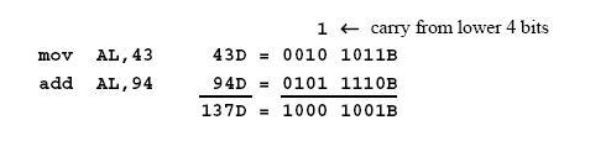 1 ← carry from lower 4 bits
mov AL,43 43D = 0010 1011B
add AL,94 94D = 0101 1110B
137D = 1000 1001B